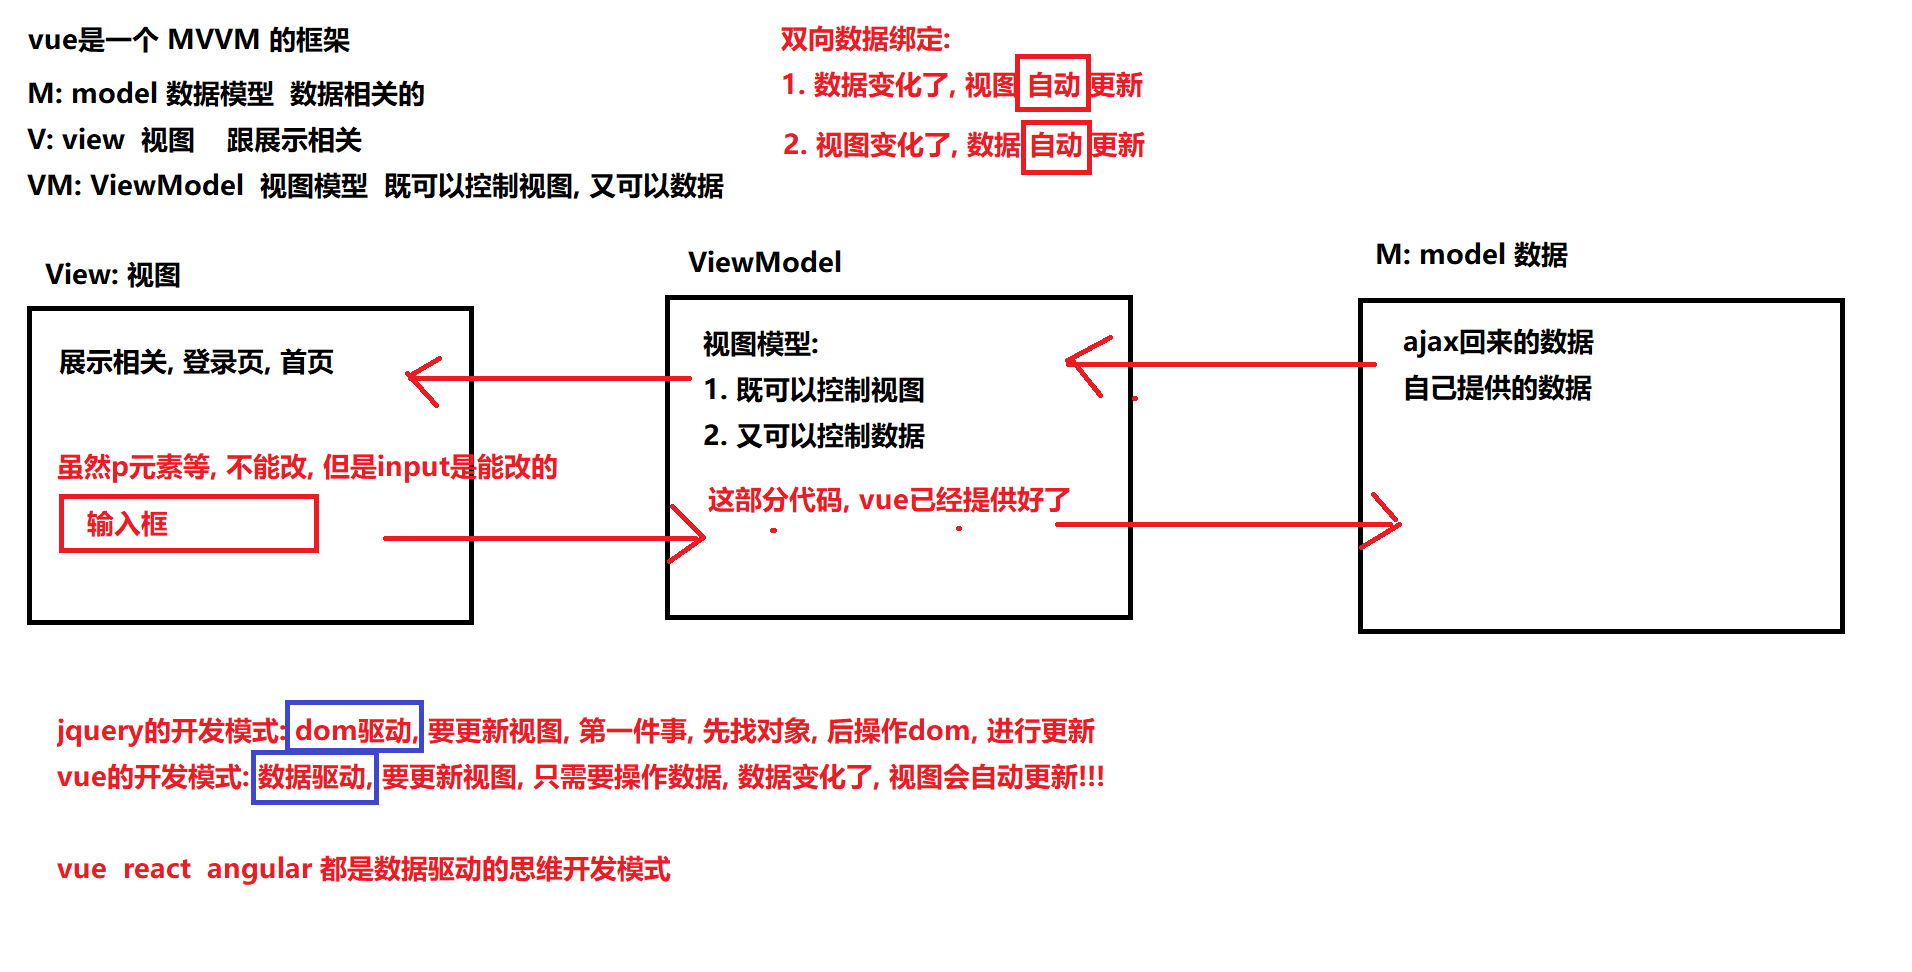 vue是一个 MVVM 的框架
M: model 数据模型  数据相关的
V: view  视图    跟展示相关
VM: ViewModel  视图模型  既可以控制视图, 又可以数据
双向数据绑定:
1. 数据变化了, 视图 自动 更新
2. 视图变化了, 数据 自动 更新
View: 视图
展示相关, 登录页, 首页
虽然p元素等, 不能改, 但是input是能改的
输入框
ViewModel
视图模型:
1. 既可以控制视图
2. 又可以控制数据
这部分代码, vue已经提供好了
M: model 数据
ajax回来的数据
自己提供的数据
jquery的开发模式: dom驱动, 要更新视图, 第一件事, 先找对象, 后操作dom, 进行更新
vue的开发模式: 数据驱动, 要更新视图, 只需要操作数据, 数据变化了, 视图会自动更新!!!
vue  react  angular 都是数据驱动的思维开发模式